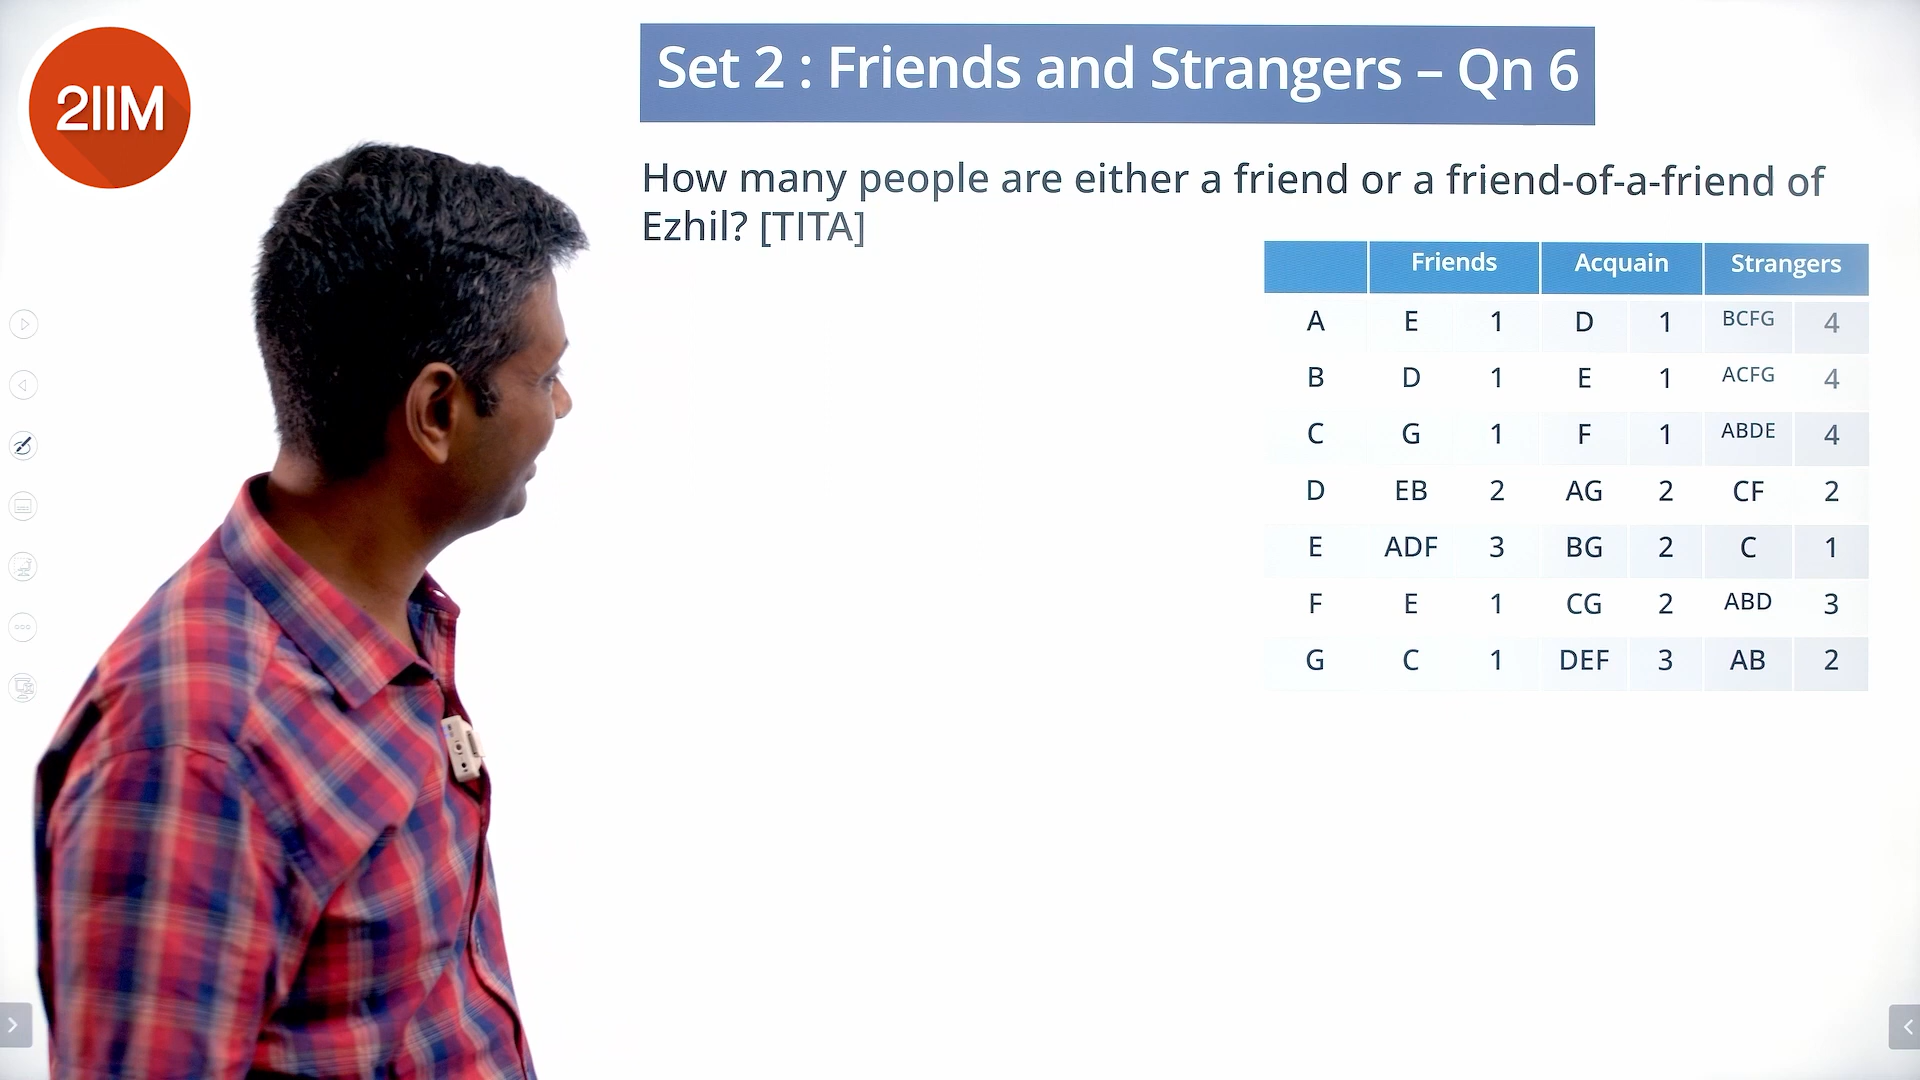 2IIM
Set 2 : Friends and Strangers – Qn 6
How many people are either a friend or a friend-of-a-friend of
Ezhil? [TITA]
Friends Acquain Strangers
A E 1 D 1 BCFG 4
B D 1 E 1 ACFG 4
C G 1 F 1 ABDE 4
D EB 2 AG 2 CF 2
E ADF 3 BG 2 C 1
F E 1 CG 2 ABD 3
G C 1 DEF 3 AB 2